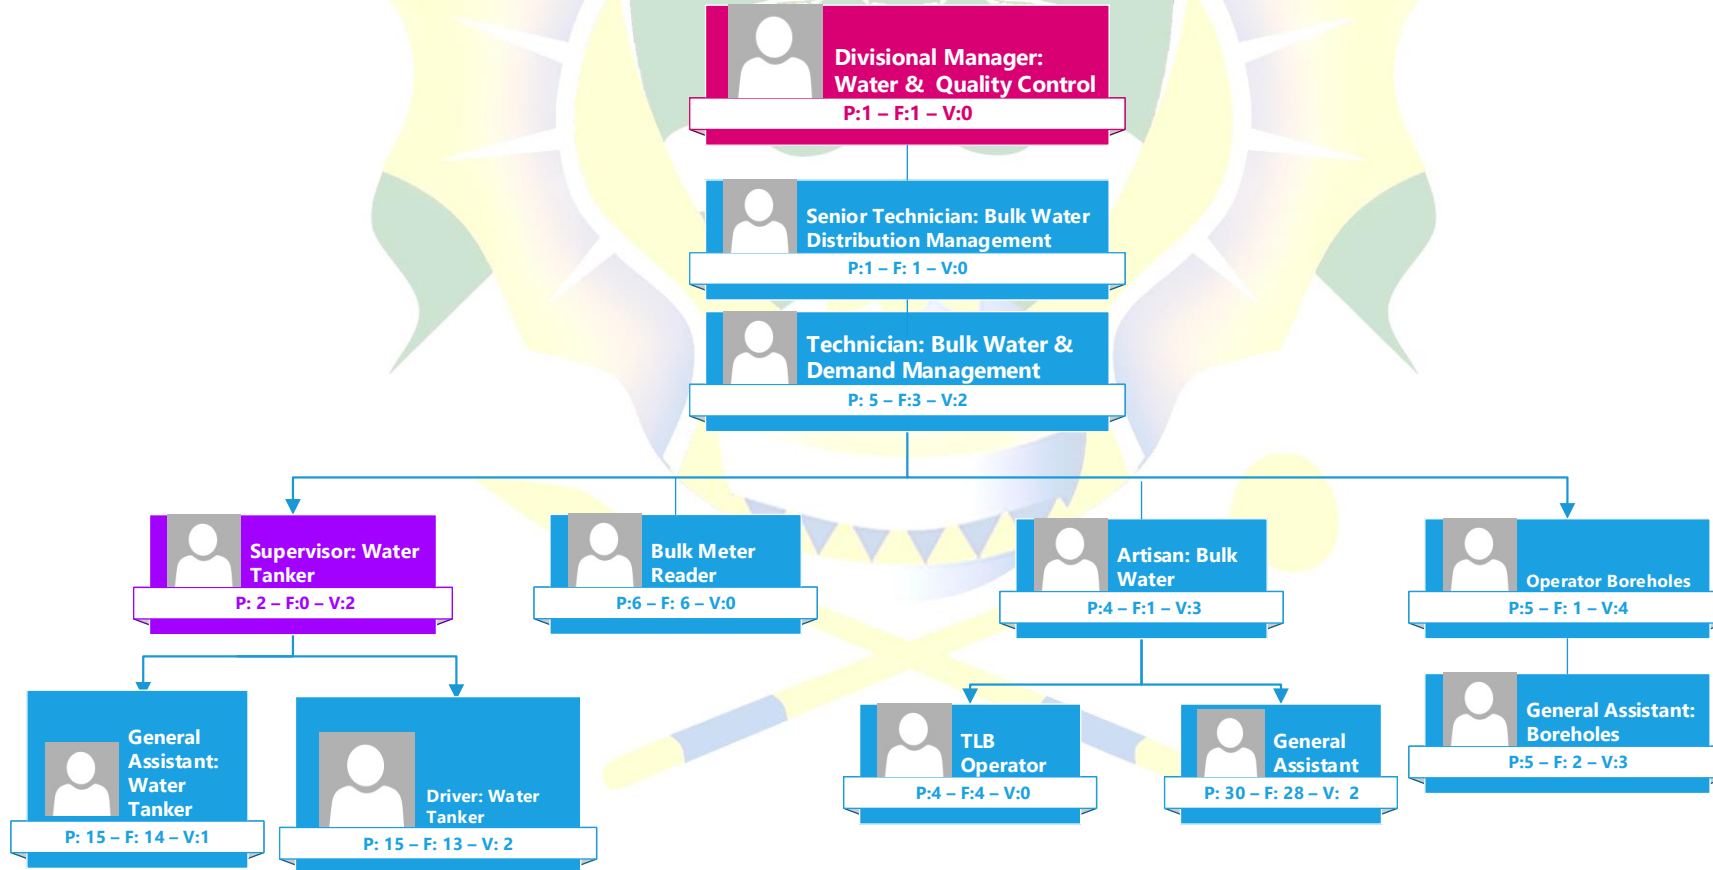 Divisional Manager:
Water &  Quality Control
P:1 – F:1 – V:0
Senior Technician: Bulk Water
Distribution Management
P:1 – F: 1 – V:0
Technician: Bulk Water &
Demand Management
P: 5 – F:3 – V:2
Supervisor: Water
Tanker
P: 2 – F:0 – V:2
Bulk Meter
Reader
P:6 – F: 6 – V:0
Artisan: Bulk
Water
P:4 – F:1 – V:3
Operator Boreholes
P:5 – F: 1 – V:4
General
Assistant:
Water
Tanker
P: 15 – F: 14 – V:1
Driver: Water
Tanker
P: 15 – F: 13 – V: 2
TLB
Operator
P:4 – F:4 – V:0
General
Assistant
P: 30 – F: 28 – V:  2
General Assistant:
Boreholes
P:5 – F: 2 – V:3